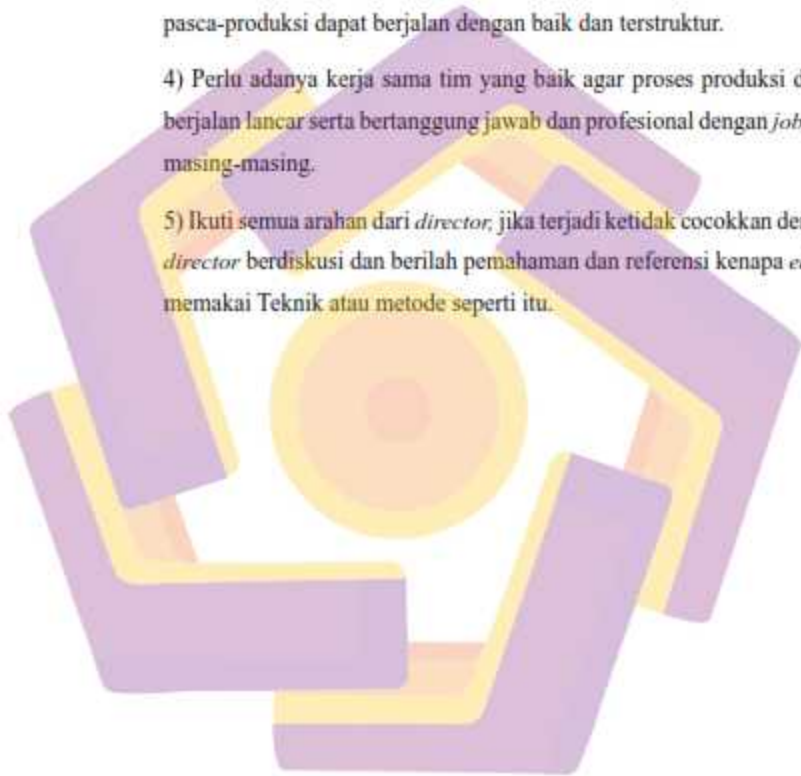 pasca-produksi dapat berjalan dengan baik dan terstruktur.
4) Perlu adanya kerja sama tim yang baik agar proses produksi
berjalan lancar serta bertanggung jawab dan profesional dengan job
masing-masing.
5) Ikuti semua arahan dari director, jika terjadi ketidak cocokkan
director berdiskusi dan berilah pemahaman dan referensi kenapa
memakai Teknik atau metode seperti itu.